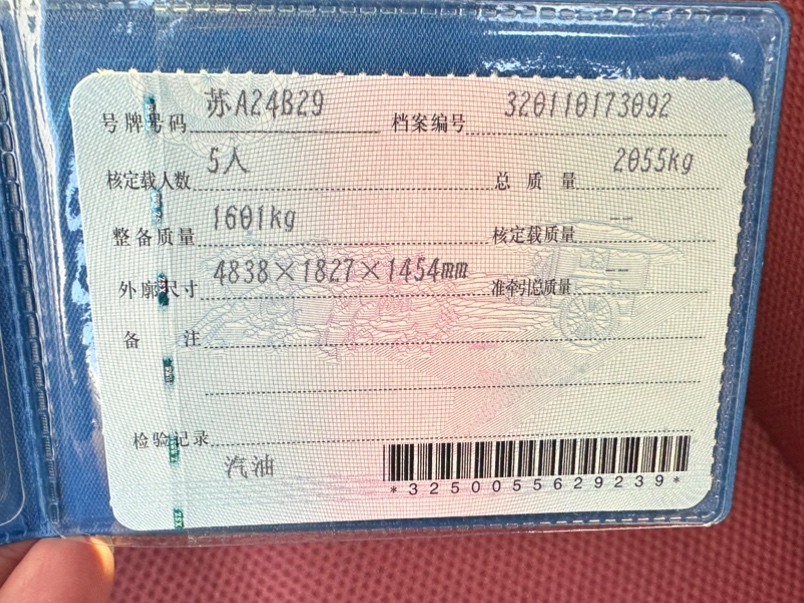 号牌号码 苏A24B29 档案编号 320110173092
核定载人数 5人 总质量 2055kg
整备质量 1601kg 核定载质量 --
外廓尺寸 4838×1827×1454mm 准牵引总质量 --
备注
检验记录
汽油
*3250055629239*